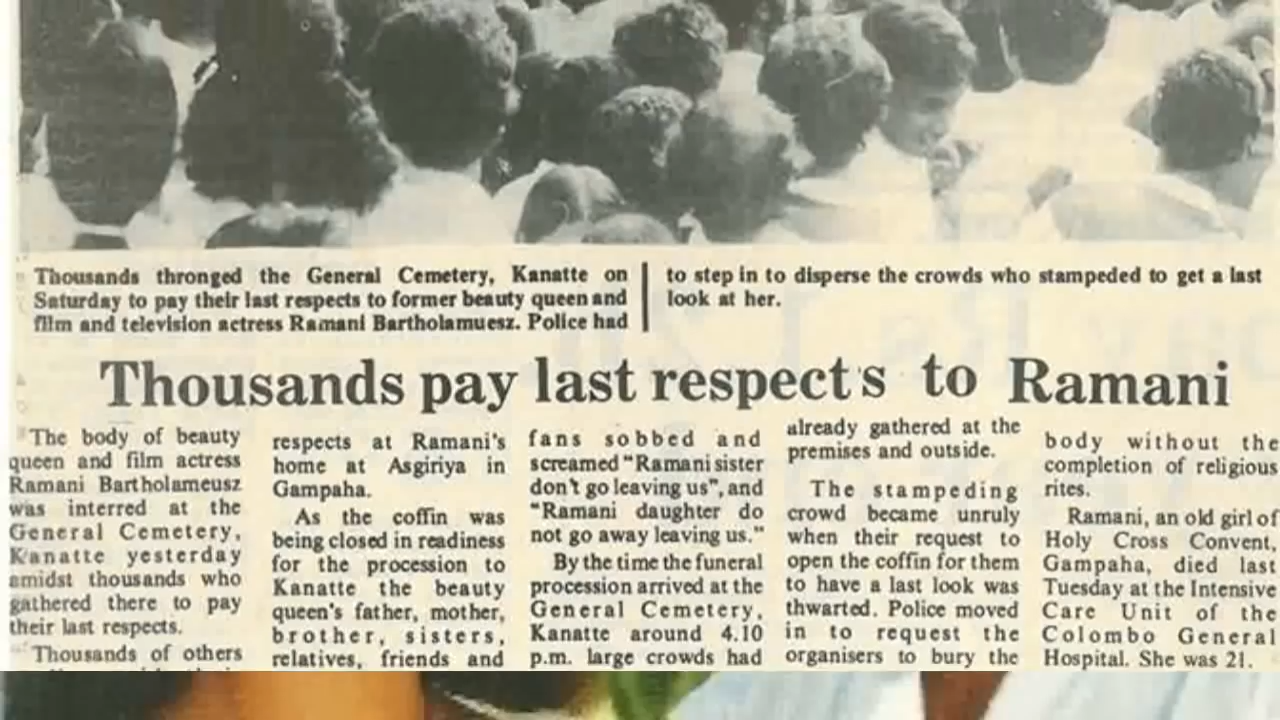 Thousands thronged the General Cemetery, Kanatte on
Saturday to pay their last respects to former beauty queen and
film and television actress Ramani Bartholamuesz. Police had
to step in to disperse the crowds who stampeded to get a last
look at her.
Thousands pay last respects to Ramani
The body of beauty
queen and film actress
Ramani Bartholameusz
was interred at the
General Cemetery,
Kanatte yesterday
amidst thousands who
gathered there to pay
their last respects.
Thousands of others
respects at Ramani's
home at Asgiriya in
Gampaha.
As the coffin was
being closed in readiness
for the procession to
Kanatte the beauty
queen's father, mother,
brother, sisters,
relatives, friends and
fans sobbed and
screamed "Ramani sister
don't go leaving us", and
"Ramani daughter do
not go away leaving us."
By the time the funeral
procession arrived at the
General Cemetery,
Kanatte around 4.10
p.m. large crowds had
already gathered at the
premises and outside.
The stampeding
crowd became unruly
when their request to
open the coffin for them
to have a last look was
thwarted. Police moved
in to request the
organisers to bury the
body without the
completion of religious
rites.
Ramani, an old girl of
Holy Cross Convent,
Gampaha, died last
Tuesday at the Intensive
Care Unit of the
Colombo General
Hospital. She was 21.